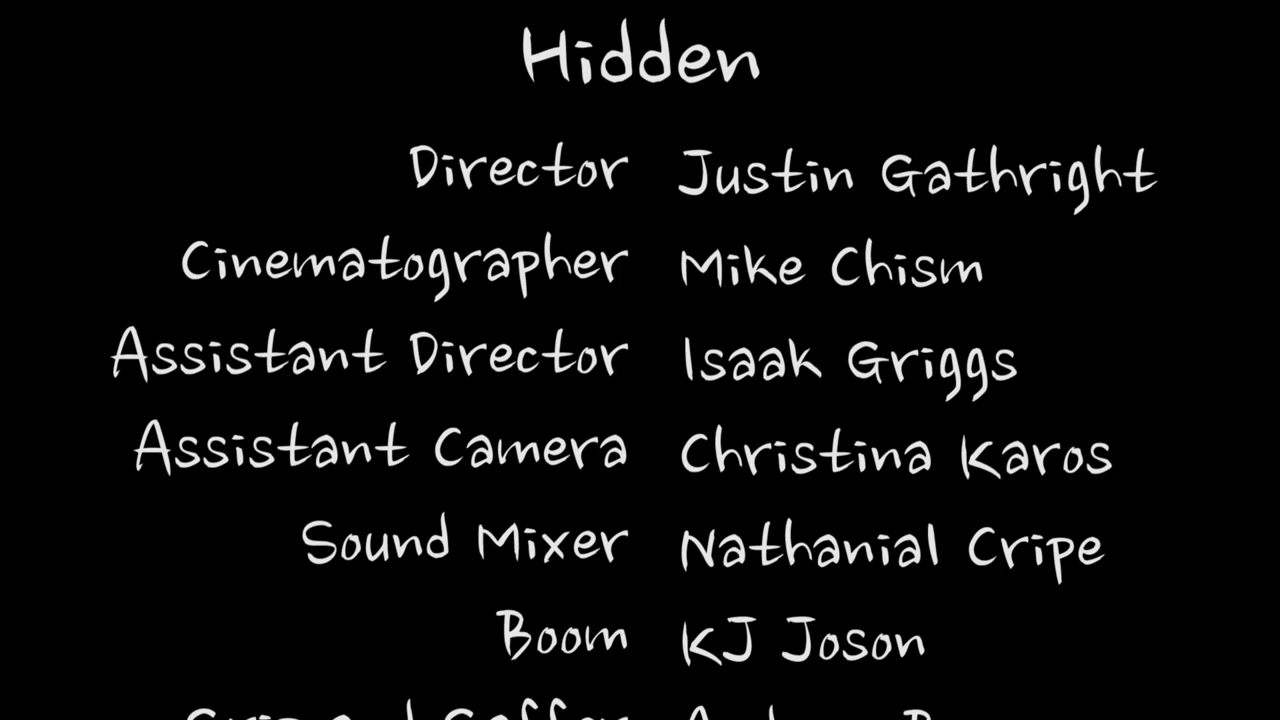 Hidden
Director Justin Gathright
Cinematographer Mike Chism
Assistant Director Isaak Griggs
Assistant Camera Christina Karos
Sound Mixer Nathanial Cripe
Boom KJ Joson